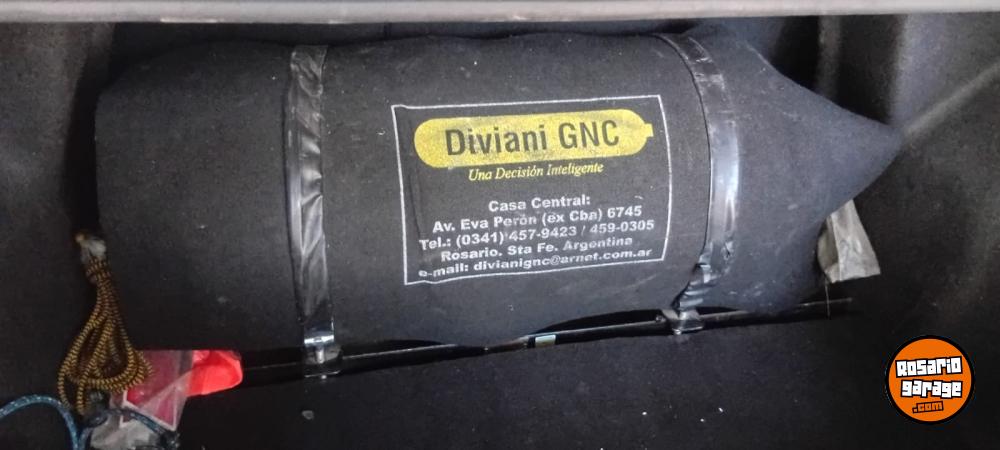 Diviani GNC
Una Decisión Inteligente
Casa Central:
Av. Eva Perón (ex Cba) 6745
Tel.: (0341) 457-9423 / 459-0305
Rosario. Sta Fe. Argentina
e-mail: divianignc@arnet.com.ar
Rosario
garage
.com